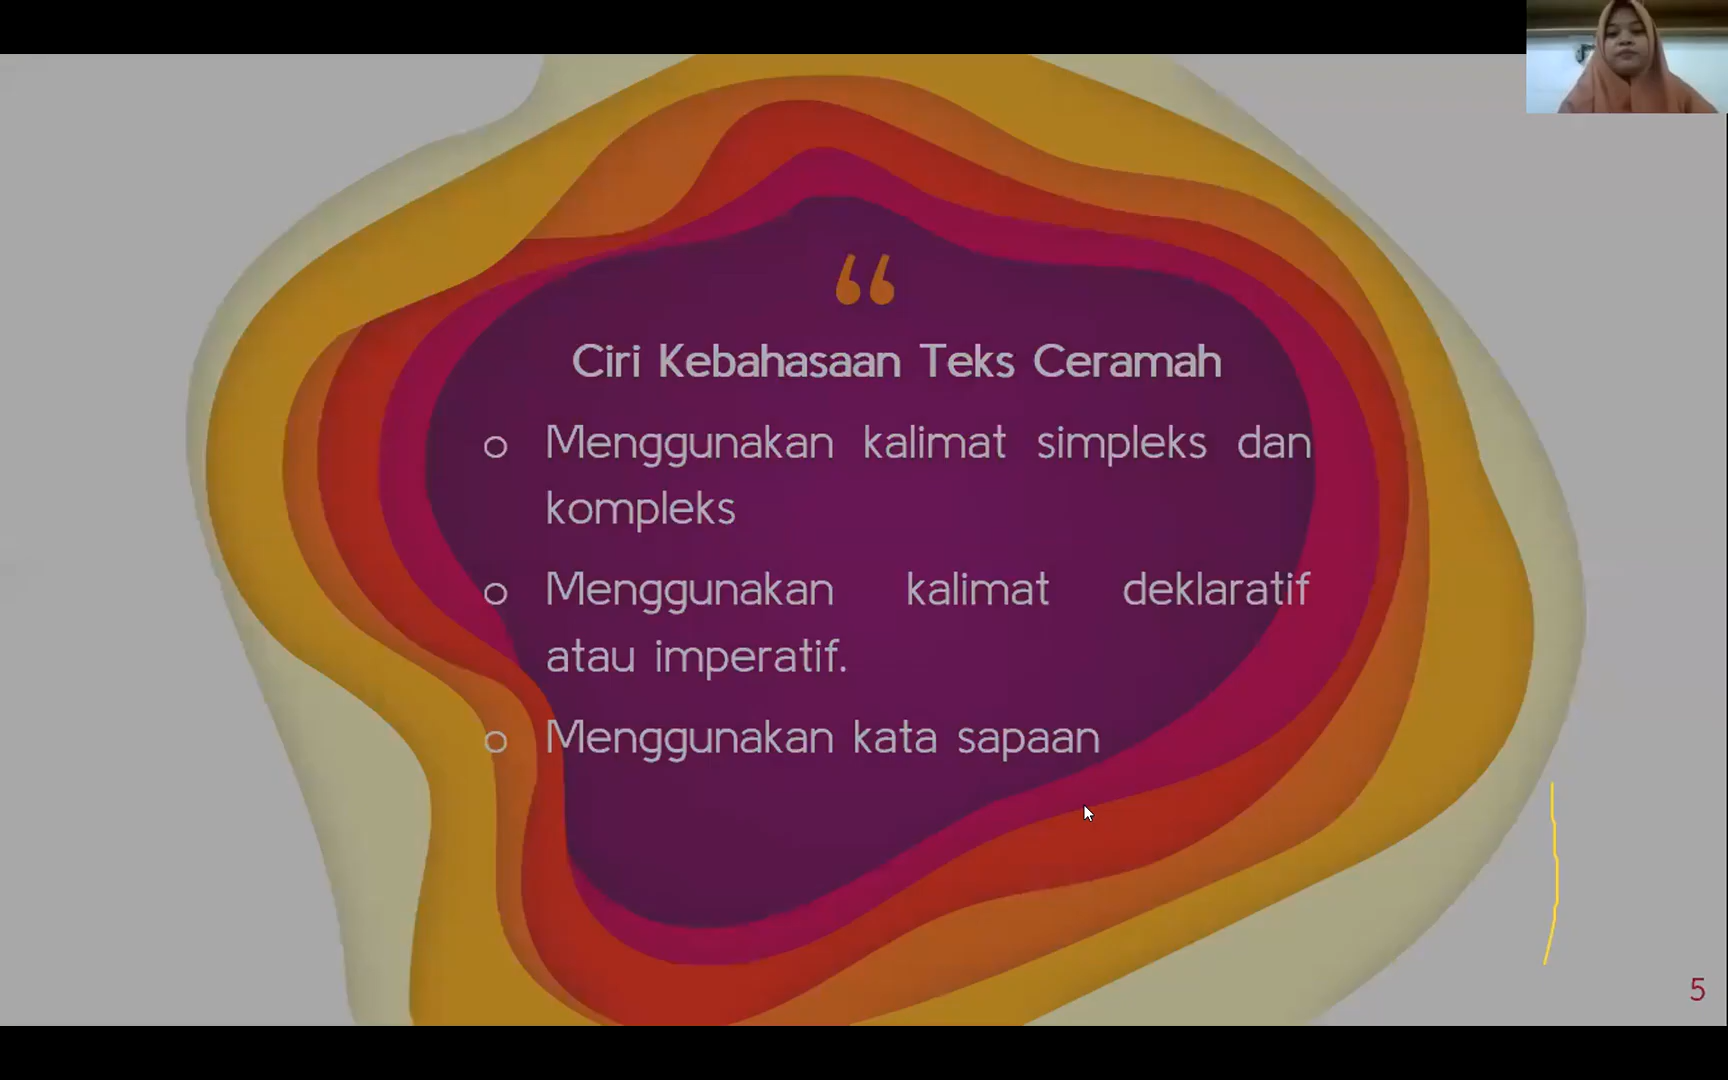 “
Ciri Kebahasaan Teks Ceramah
o Menggunakan kalimat simpleks dan
kompleks
o Menggunakan kalimat deklaratif
atau imperatif.
o Menggunakan kata sapaan
5